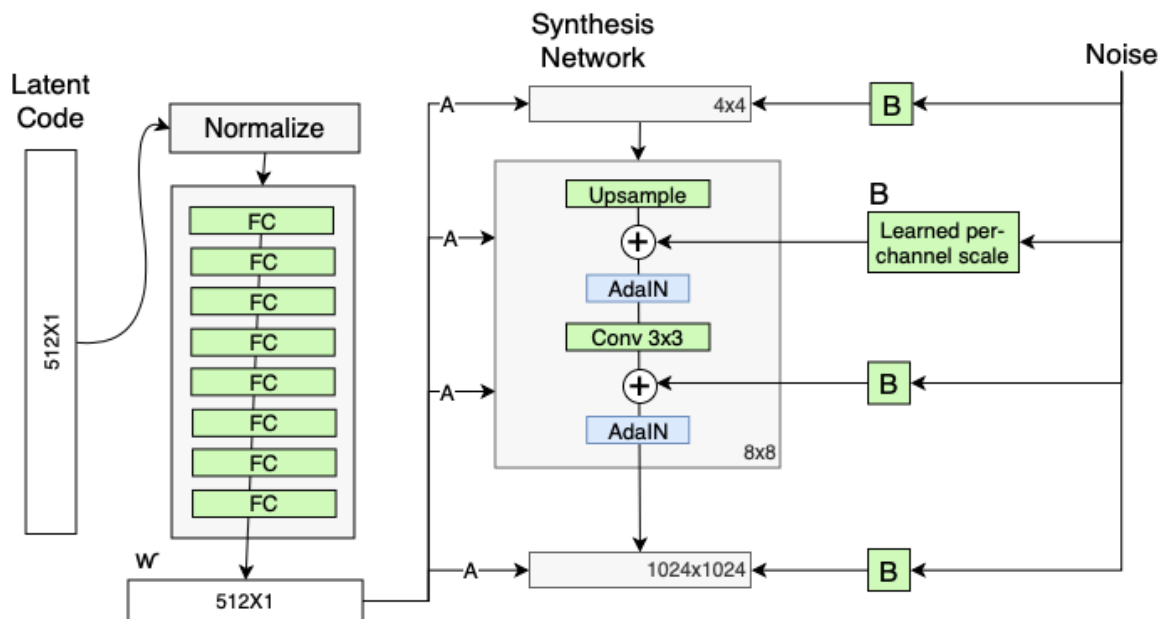 Latent
Code
512X1
Normalize
FC
FC
FC
FC
FC
FC
FC
FC
w
512X1
A
A
A
A
Synthesis
Network
4x4
Upsample
+
AdaIN
Conv 3x3
+
AdaIN
8x8
1024x1024
Noise
B
B
Learned per-
channel scale
B
B